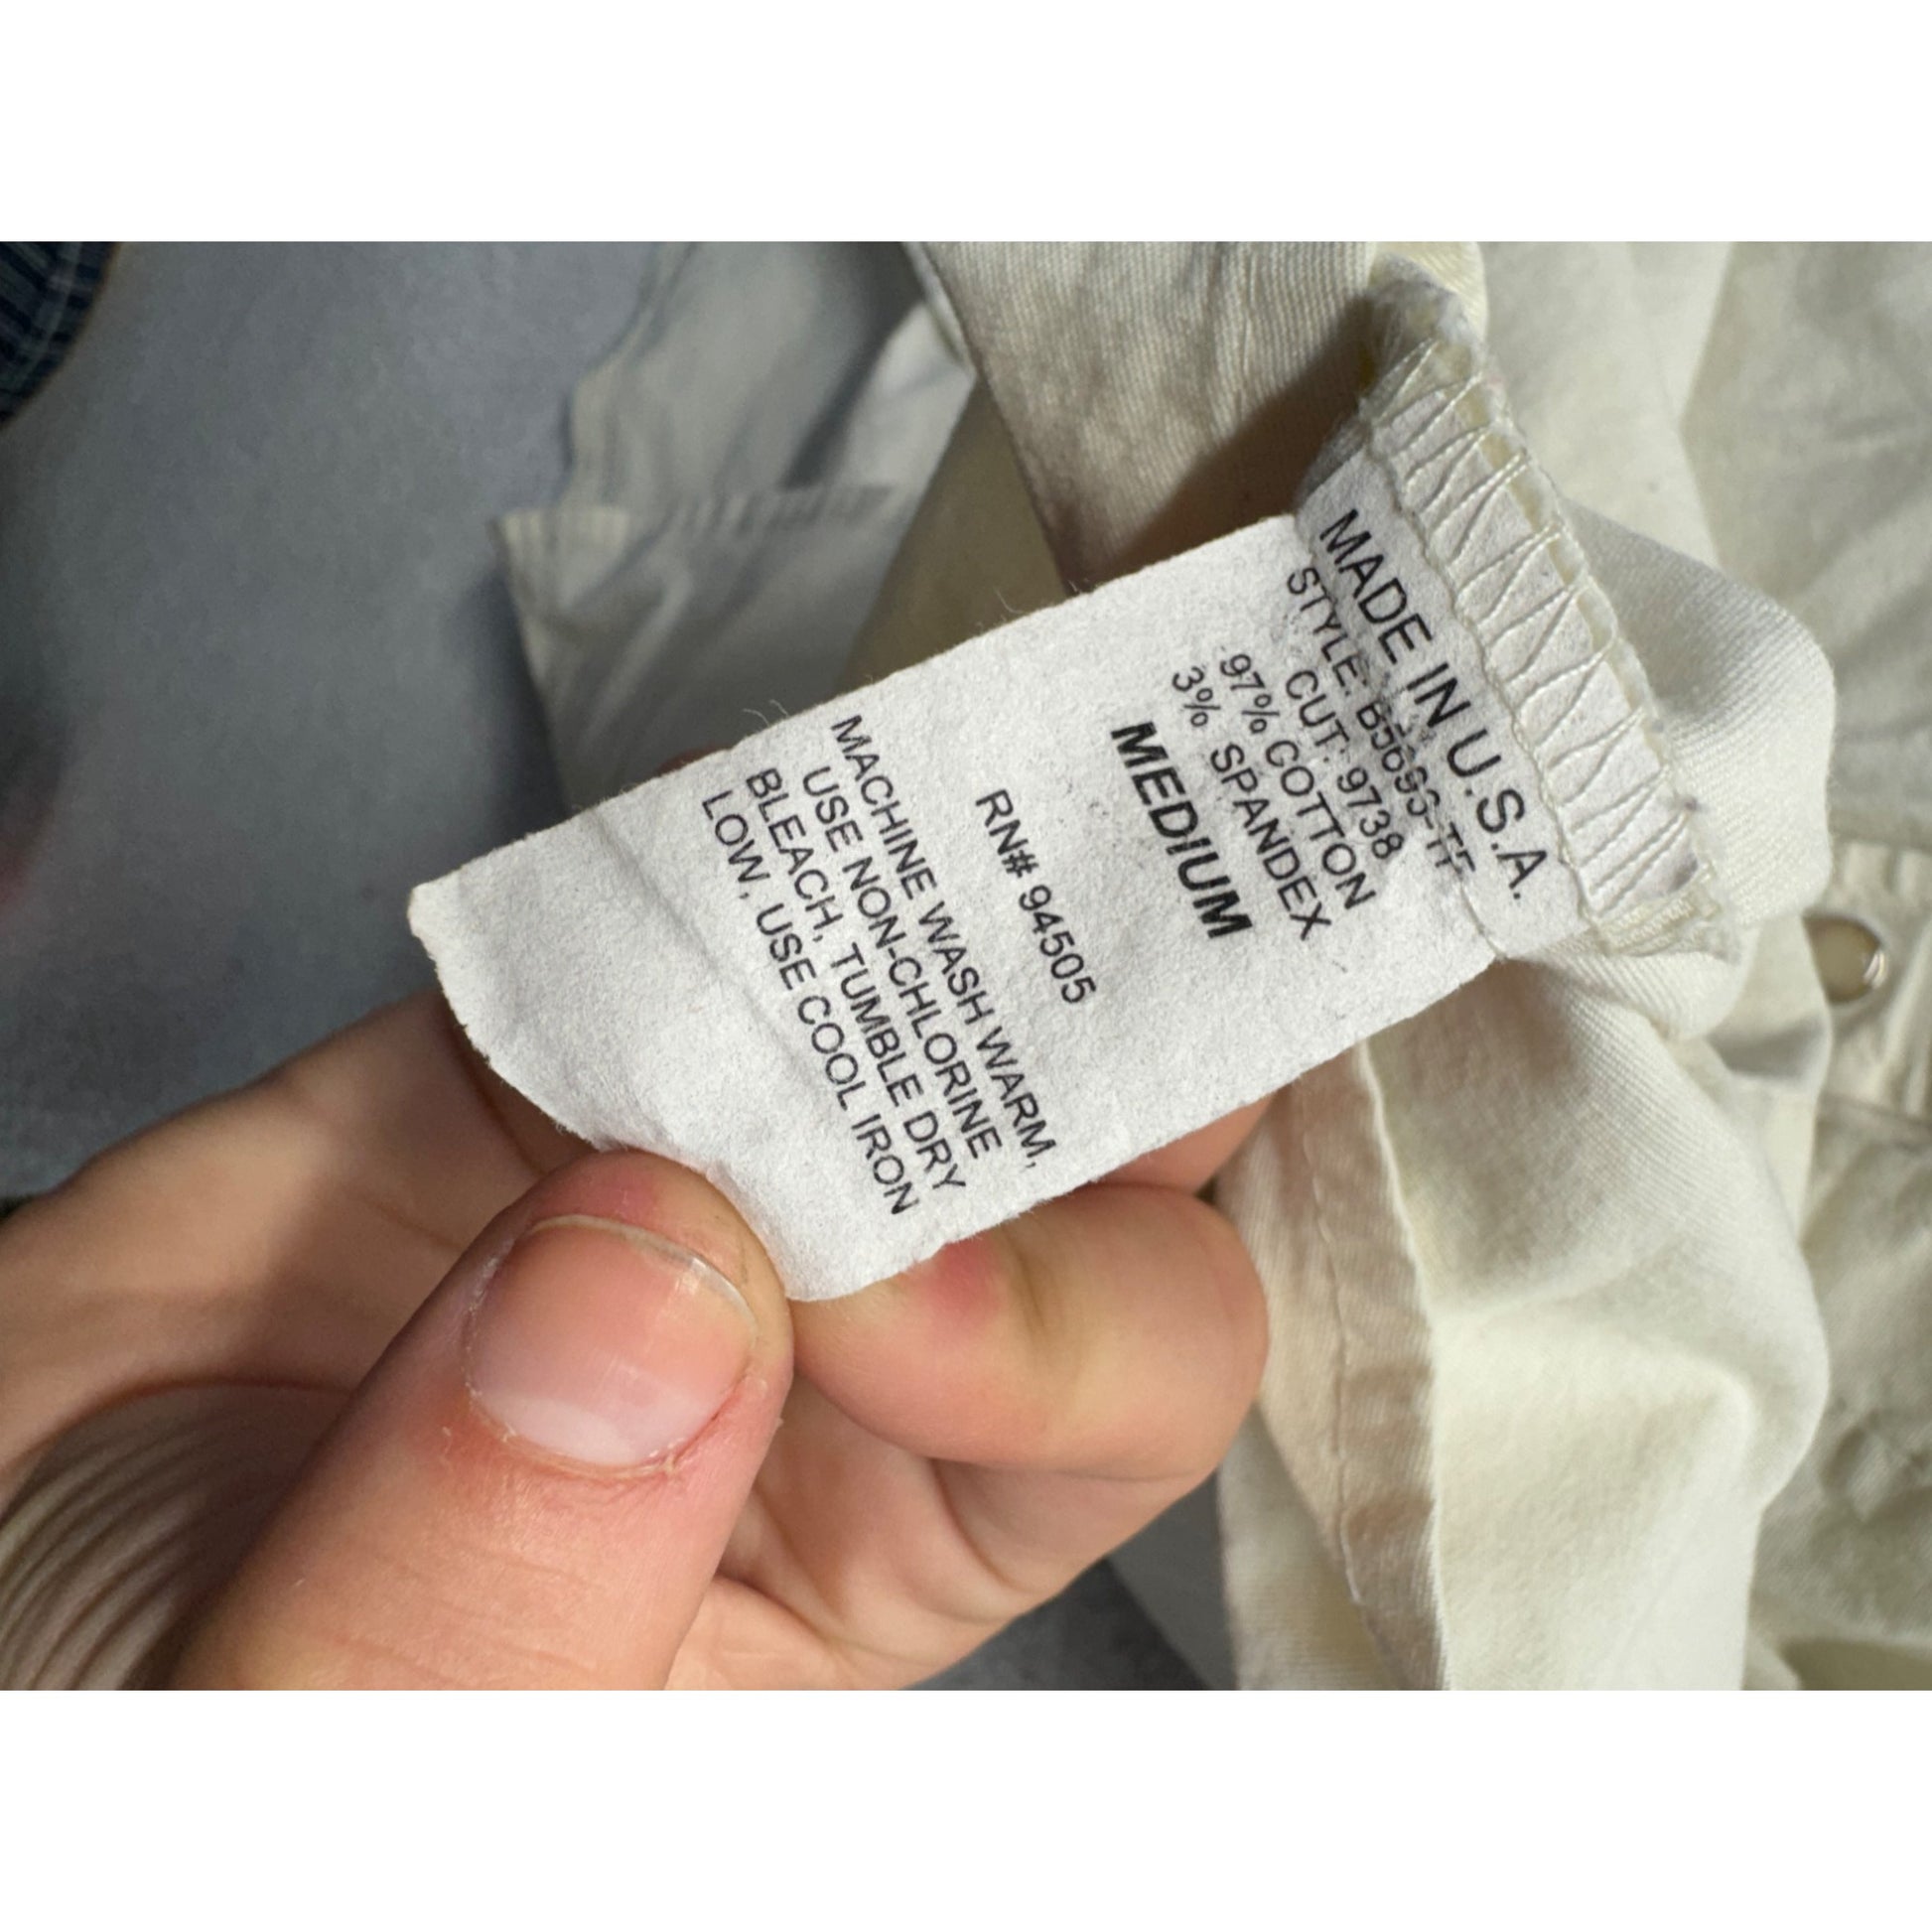 MADE IN U.S.A.
STYLE:
CUT: 9738
97% COTTON
3% SPANDEX
MEDIUM
RN# 94505
MACHINE WASH WARM,
USE NON-CHLORINE
BLEACH, TUMBLE DRY
LOW, USE COOL IRON